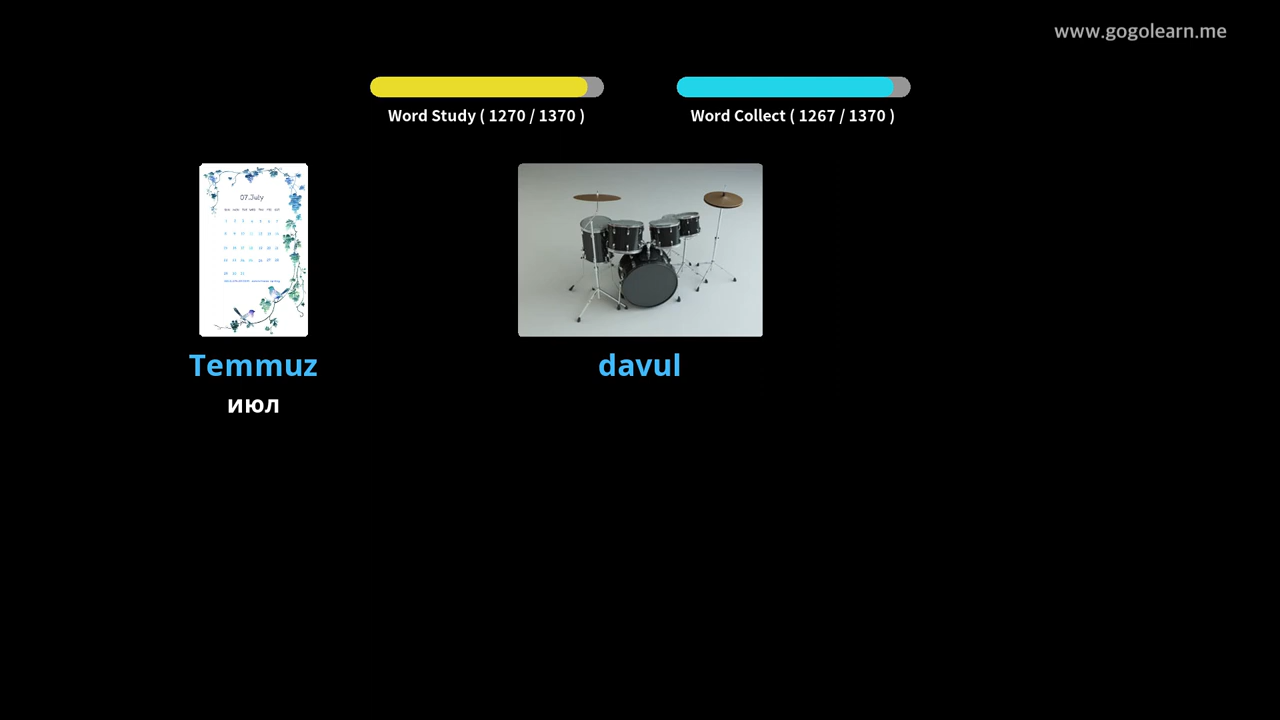 www.gogolearn.me
Word Study ( 1270 / 1370 )
Word Collect ( 1267 / 1370 )
07.July
Temmuz
davul
июл